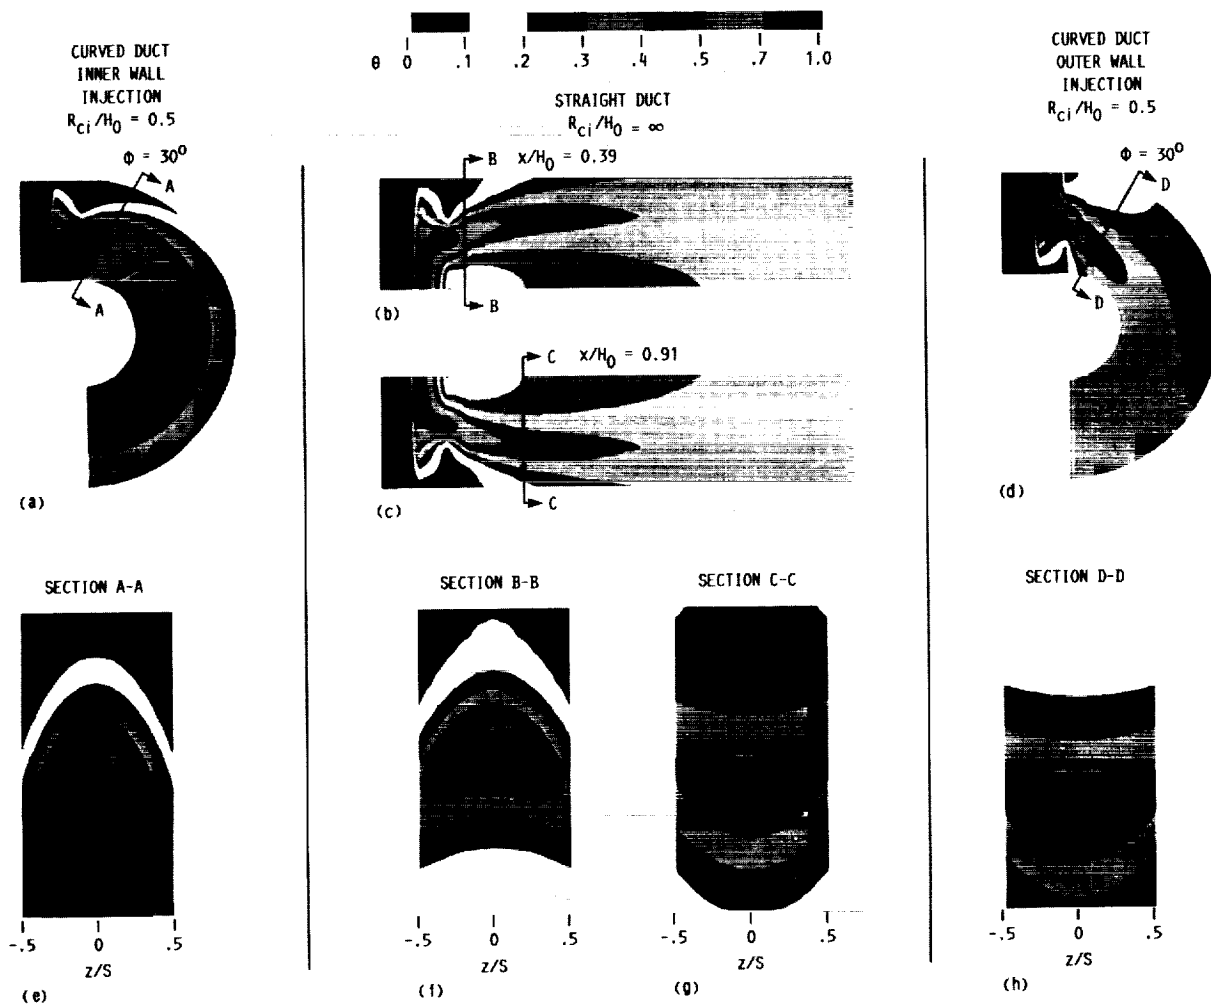 θ 0 .1 .2 .3 .4 .5 .7 1.0
CURVED DUCT
INNER WALL
INJECTION
R_ci/H_0 = 0.5
Φ = 30°
A
A
(a)
STRAIGHT DUCT
R_ci/H_0 = ∞
B x/H_0 = 0.39
B
(b)
C x/H_0 = 0.91
C
(c)
CURVED DUCT
OUTER WALL
INJECTION
R_ci/H_0 = 0.5
Φ = 30°
D
D
(d)
SECTION A-A
-.5 0 .5
z/S
(e)
SECTION B-B
-.5 0 .5
z/S
(f)
SECTION C-C
-.5 0 .5
z/S
(g)
SECTION D-D
-.5 0 .5
z/S
(h)